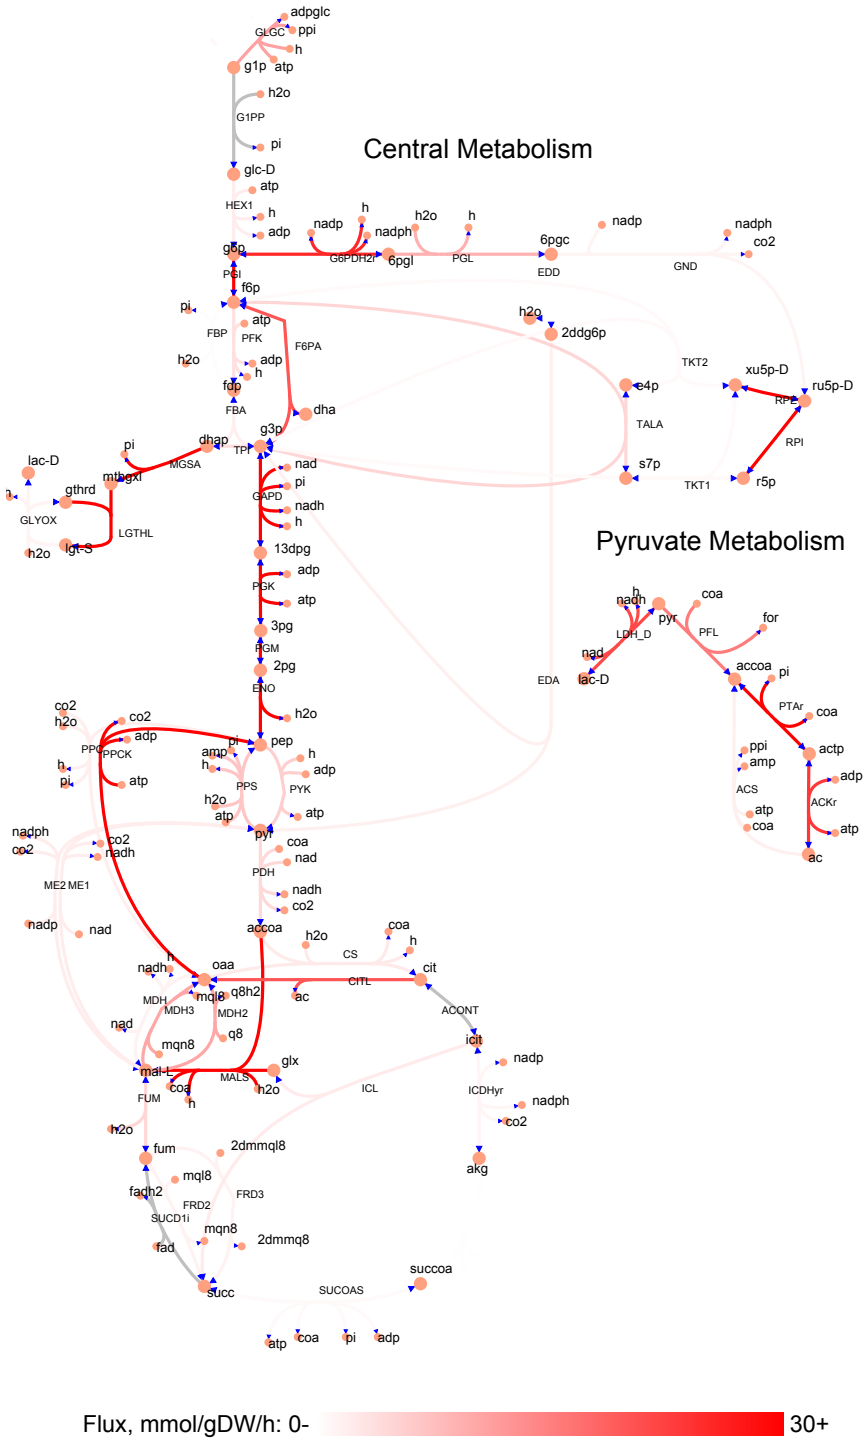 adpglc
GLGC ppi
h
g1p atp
h2o
G1PP
pi
Central Metabolism
glc-D
atp
HEX1
h
adp
nadp h h2o h nadp
nadph 6pgc nadph
co2
g6p G6PDH2r 6pgl PGL EDD GND
PGI
f6p
pi
FBP PFK atp
h2o 2ddg6p
F6PA
h2o adp
h
TKT2 xu5p-D
fdp e4p ru5p-D
RPE
FBA dha
TALA
g3p
RPI
lac-D pi dhap TPI
MGSA nad
s7p
mthgxl pi r5p
TKT1
h gthrd GAPD
nadh
GLYOX h
LGTHL
h2o lgt-S 13dpg
Pyruvate Metabolism
adp
PGK
atp
h coa
nadh pyr for
3pg LDH_D PFL
PGM
nad accoa pi
2pg EDA lac-D
ENO PTAr
coa
co2 co2 h2o
h2o adp pi pep
PPC PPCK amp h ppi actp
h h amp
pi atp PPS PYK adp ACS adp
h2o ACKr
atp atp atp
nadph co2 pyr coa
co2 nadh coa ac
PDH nad
ME2 ME1
nadh
co2
nadp nad accoa
h2o coa
CS h
h oaa cit
nadh CITL
mql8 q8h2 ac
MDH MDH3 MDH2 ACONT
nad
mqn8 q8 icit
nadp
mal-L glx
MALS
coa h2o ICL ICDHyr
FUM h nadph
co2
h2o
fum 2dmmql8 akg
mql8
fadh2 FRD3
FRD2
SUCD1i mqn8
fad 2dmmq8
succoa
succ SUCOAS
atp coa pi adp
Flux, mmol/gDW/h: 0- 30+